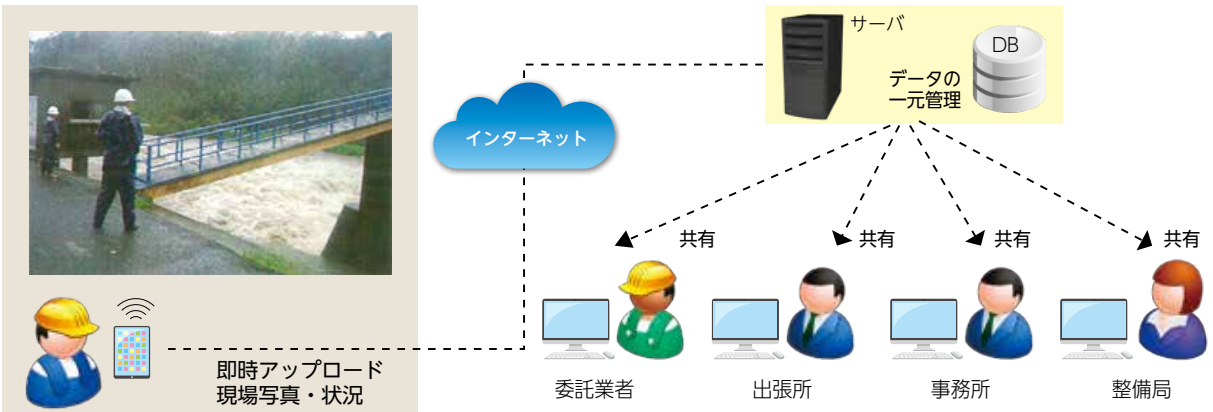 サーバ
DB
データの
一元管理
インターネット
共有
共有
共有
共有
即時アップロード
現場写真・状況
委託業者
出張所
事務所
整備局